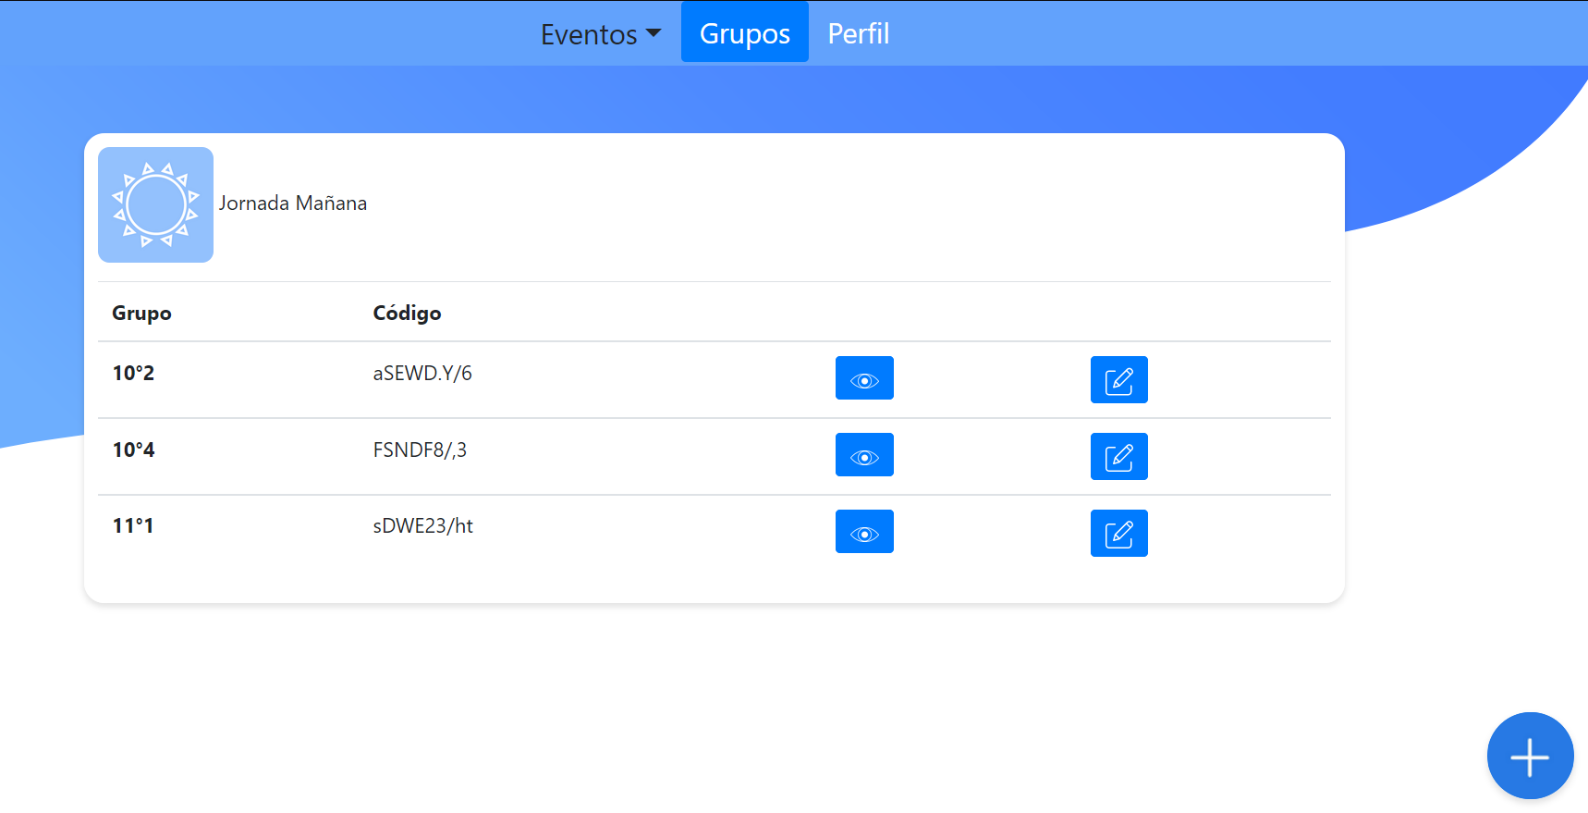 Eventos Grupos Perfil
Jornada Mañana
Grupo Código
10°2 aSEWD.Y/6
10°4 FSNDF8/,3
11°1 sDWE23/ht